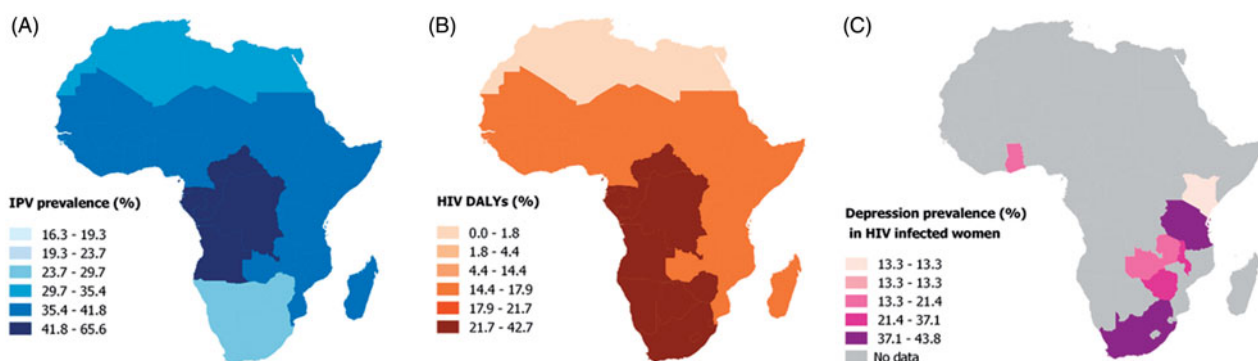 (A)
IPV prevalence (%)
16.3 - 19.3
19.3 - 23.7
23.7 - 29.7
29.7 - 35.4
35.4 - 41.8
41.8 - 65.6
(B)
HIV DALYs (%)
0.0 - 1.8
1.8 - 4.4
4.4 - 14.4
14.4 - 17.9
17.9 - 21.7
21.7 - 42.7
(C)
Depression prevalence (%)
in HIV infected women
13.3 - 13.3
13.3 - 13.3
13.3 - 21.4
21.4 - 37.1
37.1 - 43.8
No data